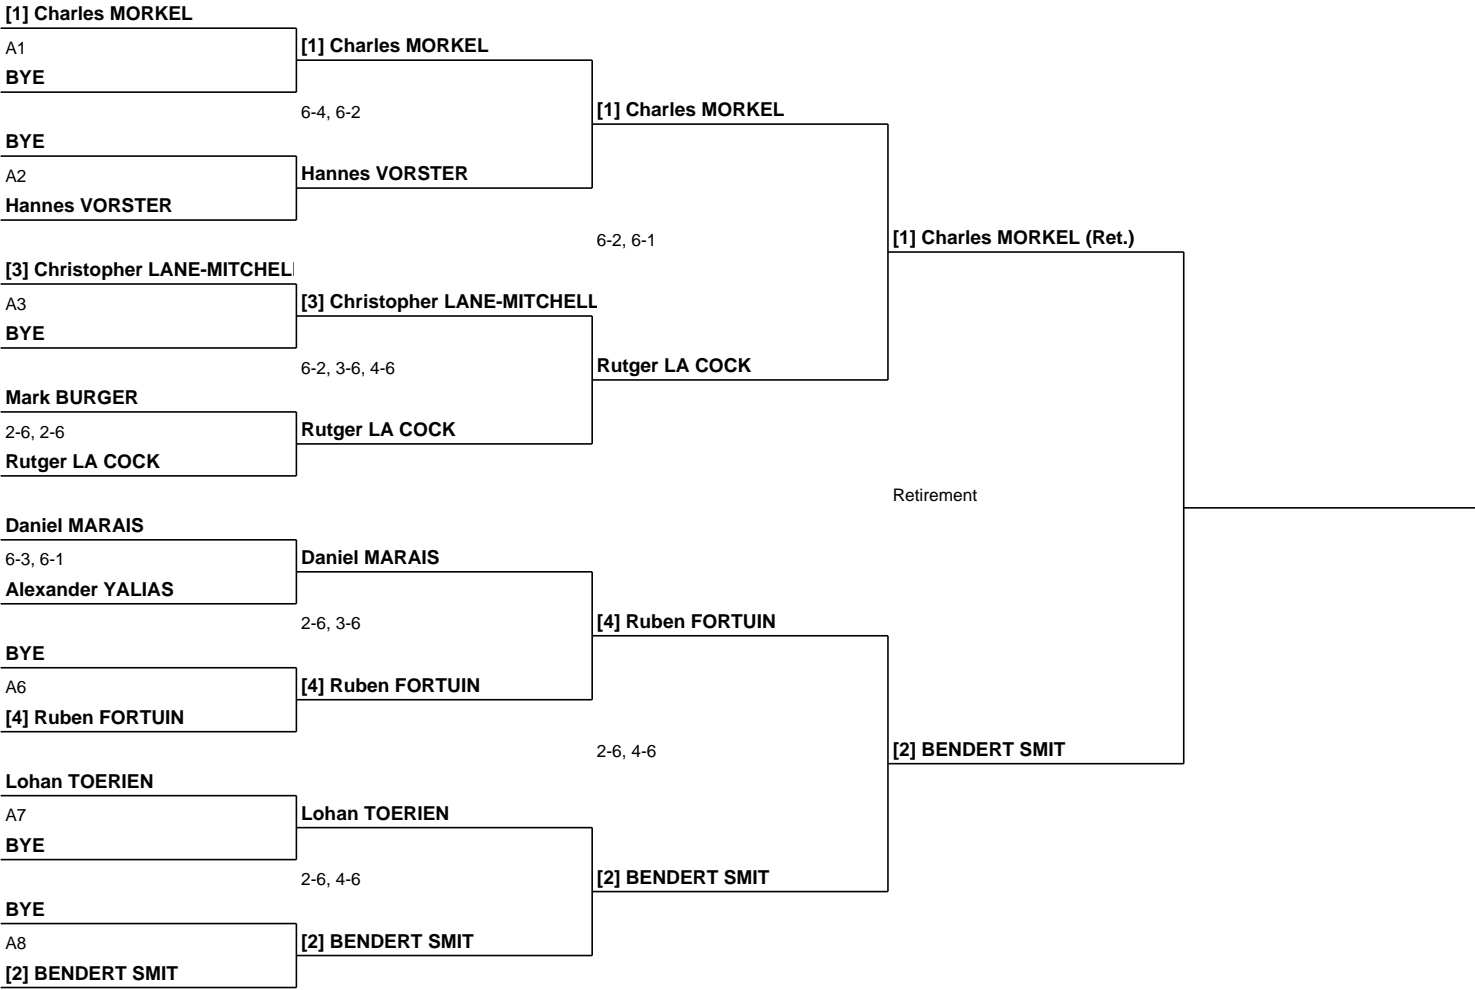 [1] Charles MORKEL
A1
[1] Charles MORKEL
BYE
6-4, 6-2
[1] Charles MORKEL
BYE
A2
Hannes VORSTER
Hannes VORSTER
6-2, 6-1
[1] Charles MORKEL (Ret.)
[3] Christopher LANE-MITCHEL
A3
[3] Christopher LANE-MITCHELL
BYE
6-2, 3-6, 4-6
Rutger LA COCK
Mark BURGER
2-6, 2-6
Rutger LA COCK
Rutger LA COCK
Retirement
Daniel MARAIS
6-3, 6-1
Daniel MARAIS
Alexander YALIAS
2-6, 3-6
[4] Ruben FORTUIN
BYE
A6
[4] Ruben FORTUIN
[4] Ruben FORTUIN
2-6, 4-6
[2] BENDERT SMIT
Lohan TOERIEN
A7
Lohan TOERIEN
BYE
2-6, 4-6
[2] BENDERT SMIT
BYE
A8
[2] BENDERT SMIT
[2] BENDERT SMIT